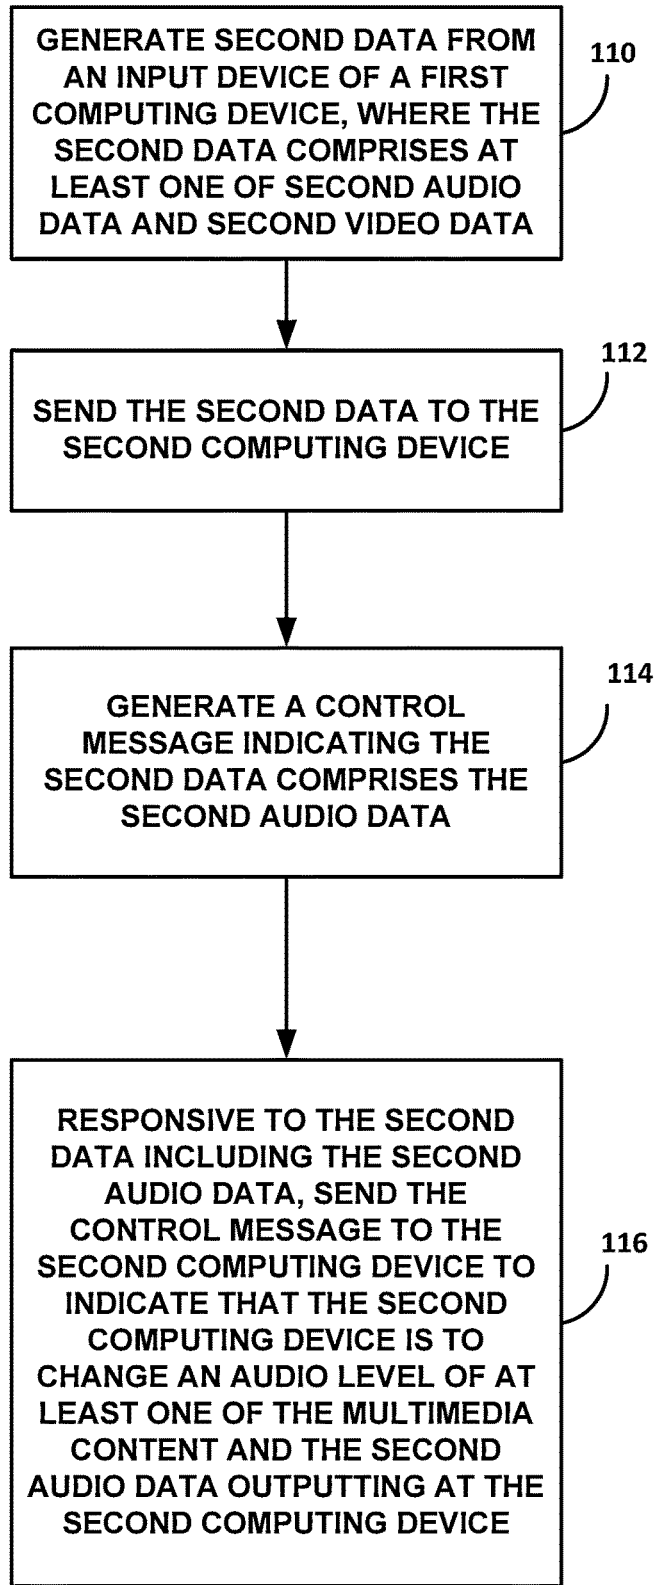 GENERATE SECOND DATA FROM
AN INPUT DEVICE OF A FIRST
COMPUTING DEVICE, WHERE THE
SECOND DATA COMPRISES AT
LEAST ONE OF SECOND AUDIO
DATA AND SECOND VIDEO DATA
110
SEND THE SECOND DATA TO THE
SECOND COMPUTING DEVICE
112
GENERATE A CONTROL
MESSAGE INDICATING THE
SECOND DATA COMPRISES THE
SECOND AUDIO DATA
114
RESPONSIVE TO THE SECOND
DATA INCLUDING THE SECOND
AUDIO DATA, SEND THE
CONTROL MESSAGE TO THE
SECOND COMPUTING DEVICE TO
INDICATE THAT THE SECOND
COMPUTING DEVICE IS TO
CHANGE AN AUDIO LEVEL OF AT
LEAST ONE OF THE MULTIMEDIA
CONTENT AND THE SECOND
AUDIO DATA OUTPUTTING AT THE
SECOND COMPUTING DEVICE
116